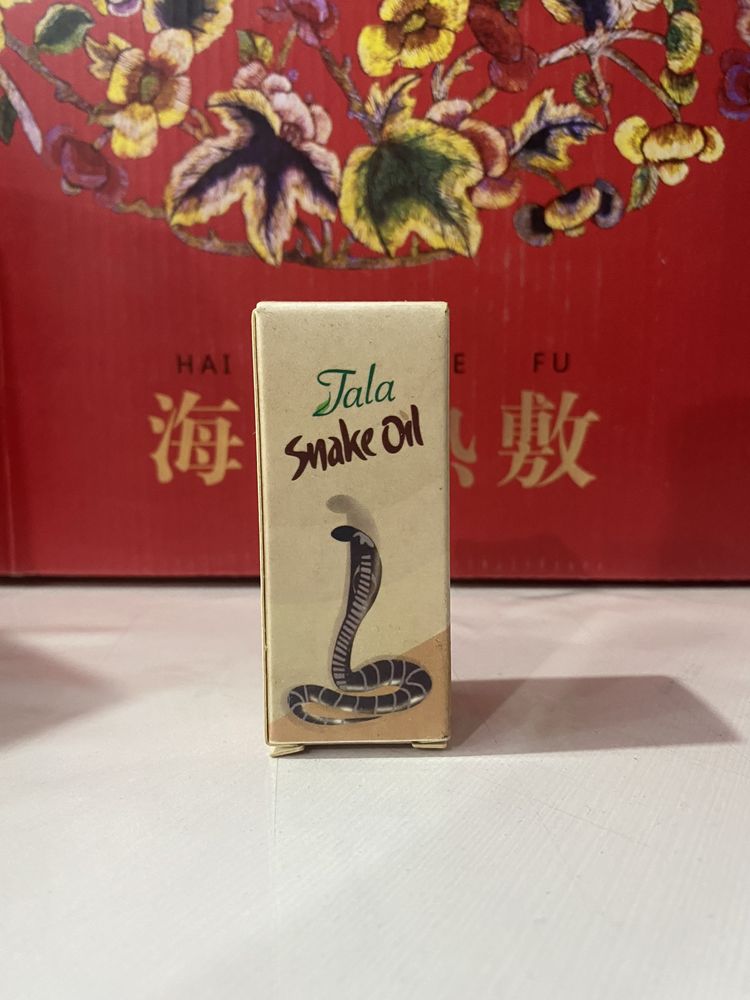 HAI E FU
海 敷
Tala
Snake Oil